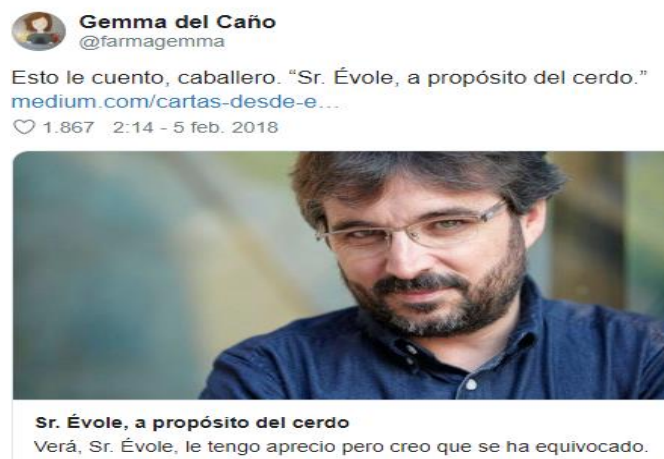 Gemma del Caño
@farmagemma
Esto le cuento, caballero. “Sr. Évole, a propósito del cerdo.”
medium.com/cartas-desde-e…
1.867 2:14 - 5 feb. 2018
Sr. Évole, a propósito del cerdo
Verá, Sr. Évole, le tengo aprecio pero creo que se ha equivocado.